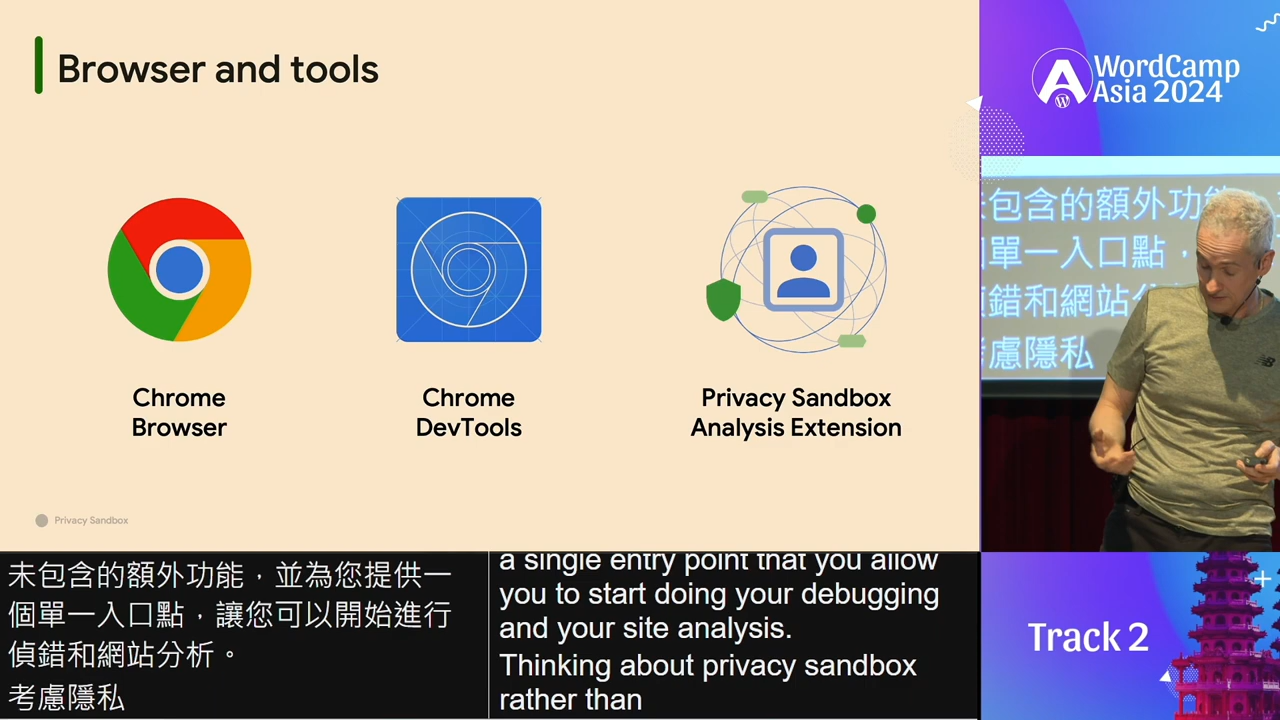 Browser and tools
Chrome
Browser
Chrome
DevTools
Privacy Sandbox
Analysis Extension
Privacy Sandbox
WordCamp
Asia 2024
包含的額外功
單一入口點,
錯和網站分
慮隱私
未包含的額外功能,並為您提供一
個單一入口點,讓您可以開始進行
偵錯和網站分析。
考慮隱私
a single entry point that you allow
you to start doing your debugging
and your site analysis.
Thinking about privacy sandbox
rather than
Track 2